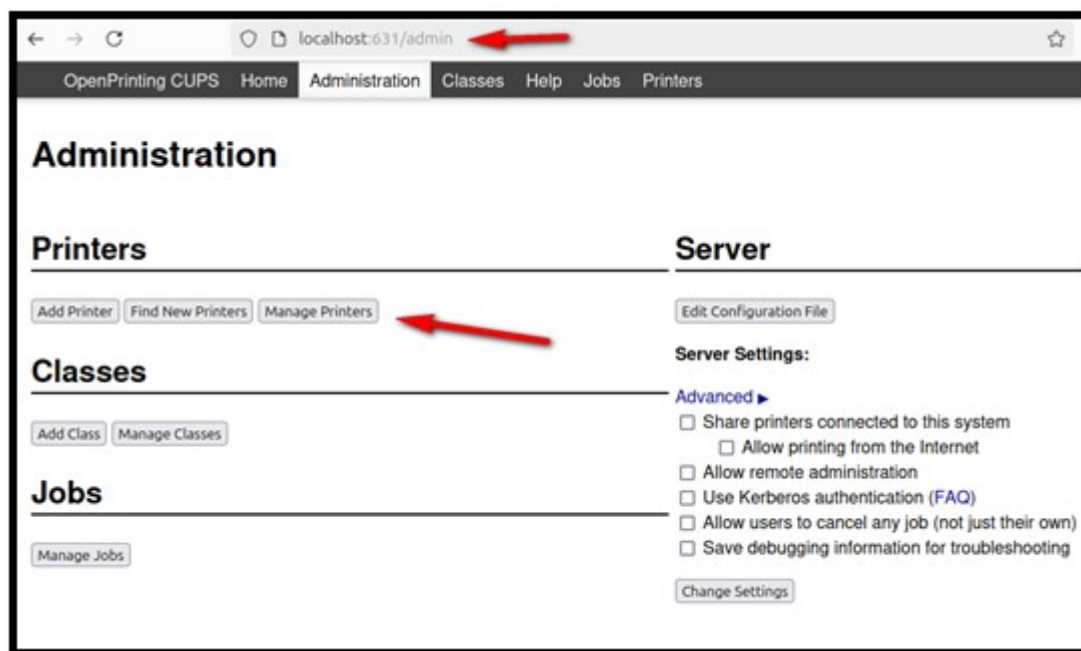 localhost:631/admin
OpenPrinting CUPS Home Administration Classes Help Jobs Printers
Administration
Printers
Add Printer Find New Printers Manage Printers
Classes
Add Class Manage Classes
Jobs
Manage Jobs
Server
Edit Configuration File
Server Settings:
Advanced ▶
Share printers connected to this system
Allow printing from the Internet
Allow remote administration
Use Kerberos authentication (FAQ)
Allow users to cancel any job (not just their own)
Save debugging information for troubleshooting
Change Settings